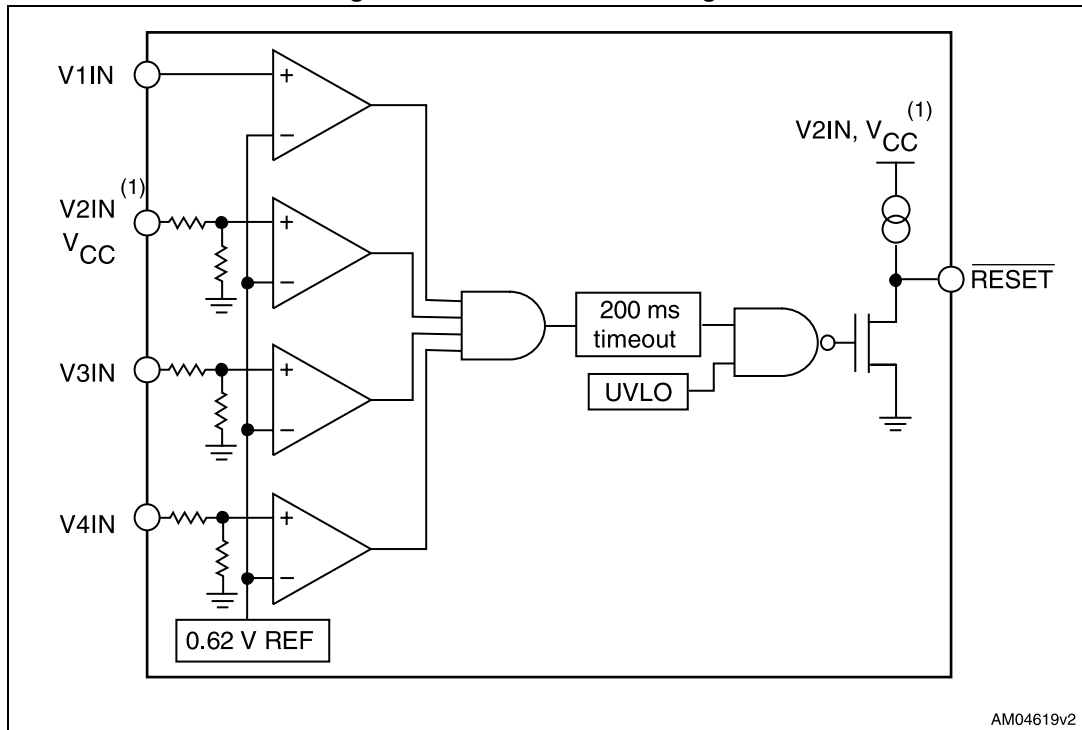 V1IN
+
−
V2IN (1)
VCC
+
−
V3IN
+
−
V4IN
+
−
0.62 V REF
200 ms
timeout
UVLO
V2IN, VCC (1)
RESET
AM04619v2